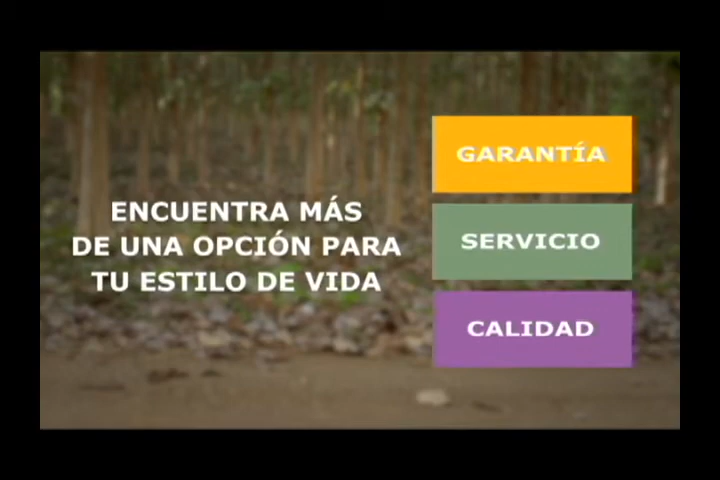 ENCUENTRA MÁS
DE UNA OPCIÓN PARA
TU ESTILO DE VIDA
GARANTÍA
SERVICIO
CALIDAD